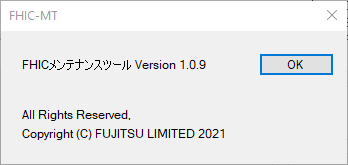 FHIC-MT
FHICメンテナンスツール Version 1.0.9
OK
All Rights Reserved,
Copyright (C) FUJITSU LIMITED 2021